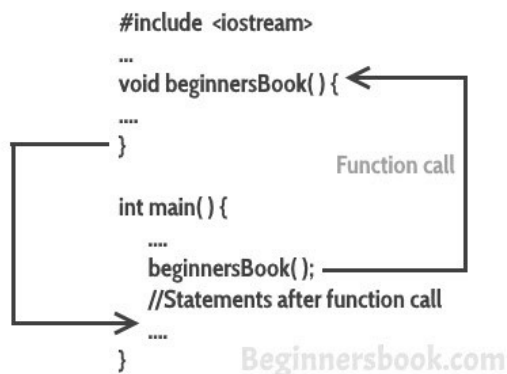 #include <iostream>
...
void beginnersBook( ) {
....
}
Function call
int main( ) {
....
beginnersBook( );
//Statements after function call
....
}
Beginnersbook.com